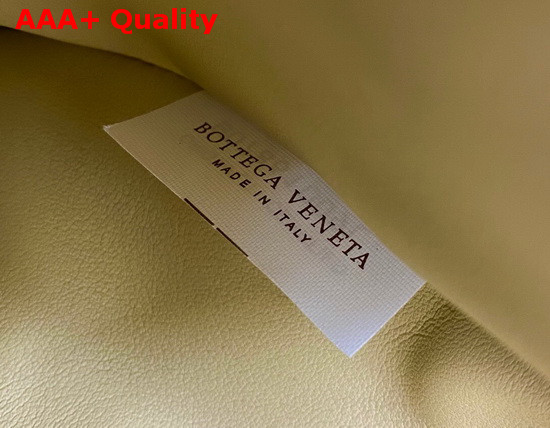 AAA+ Quality
BOTTEGA VENETA
MADE IN ITALY